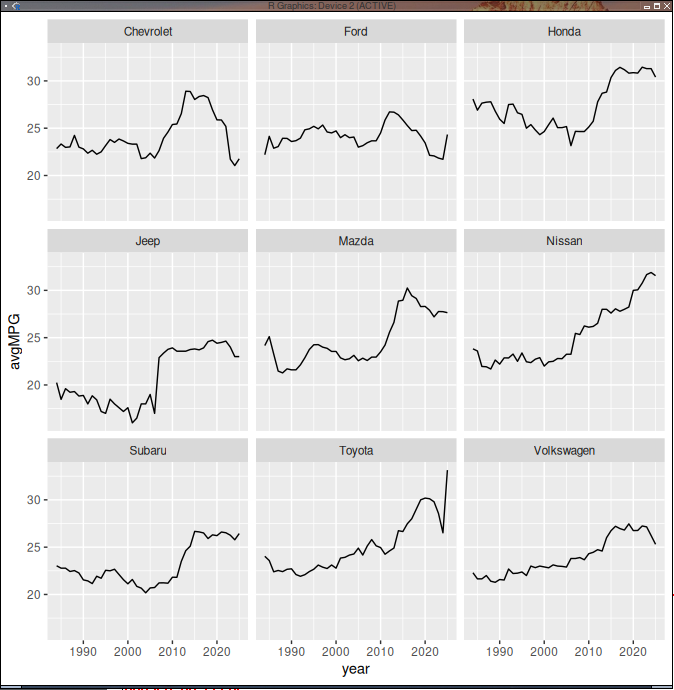 R Graphics: Device 2 (ACTIVE)
Chevrolet Ford Honda
30
25
20
Jeep Mazda Nissan
30
25
20
avgMPG
Subaru Toyota Volkswagen
30
25
20
1990 2000 2010 2020 1990 2000 2010 2020 1990 2000 2010 2020
year